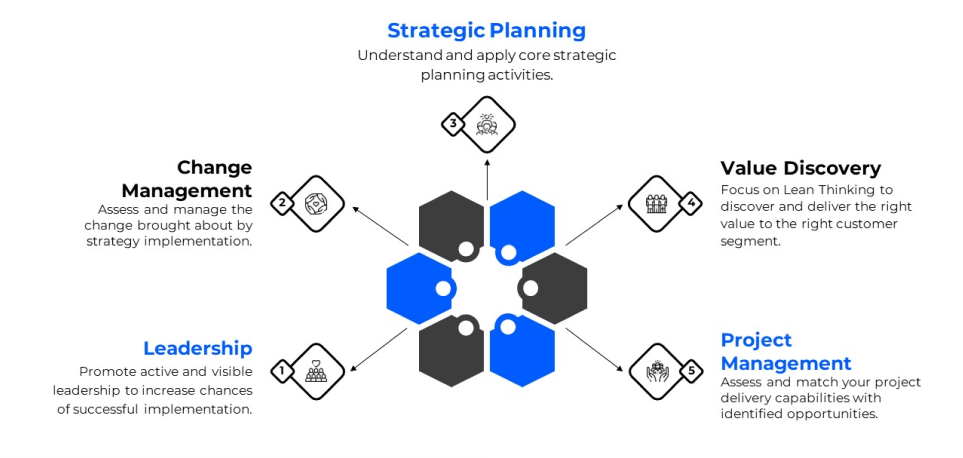 Strategic Planning
Understand and apply core strategic
planning activities.
3
Change
Management
Assess and manage the
change brought about by
strategy implementation.
2
Value Discovery
Focus on Lean Thinking to
discover and deliver the right
value to the right customer
segment.
4
Leadership
Promote active and visible
leadership to increase chances
of successful implementation.
1
Project
Management
Assess and match your project
delivery capabilities with
identified opportunities.
5